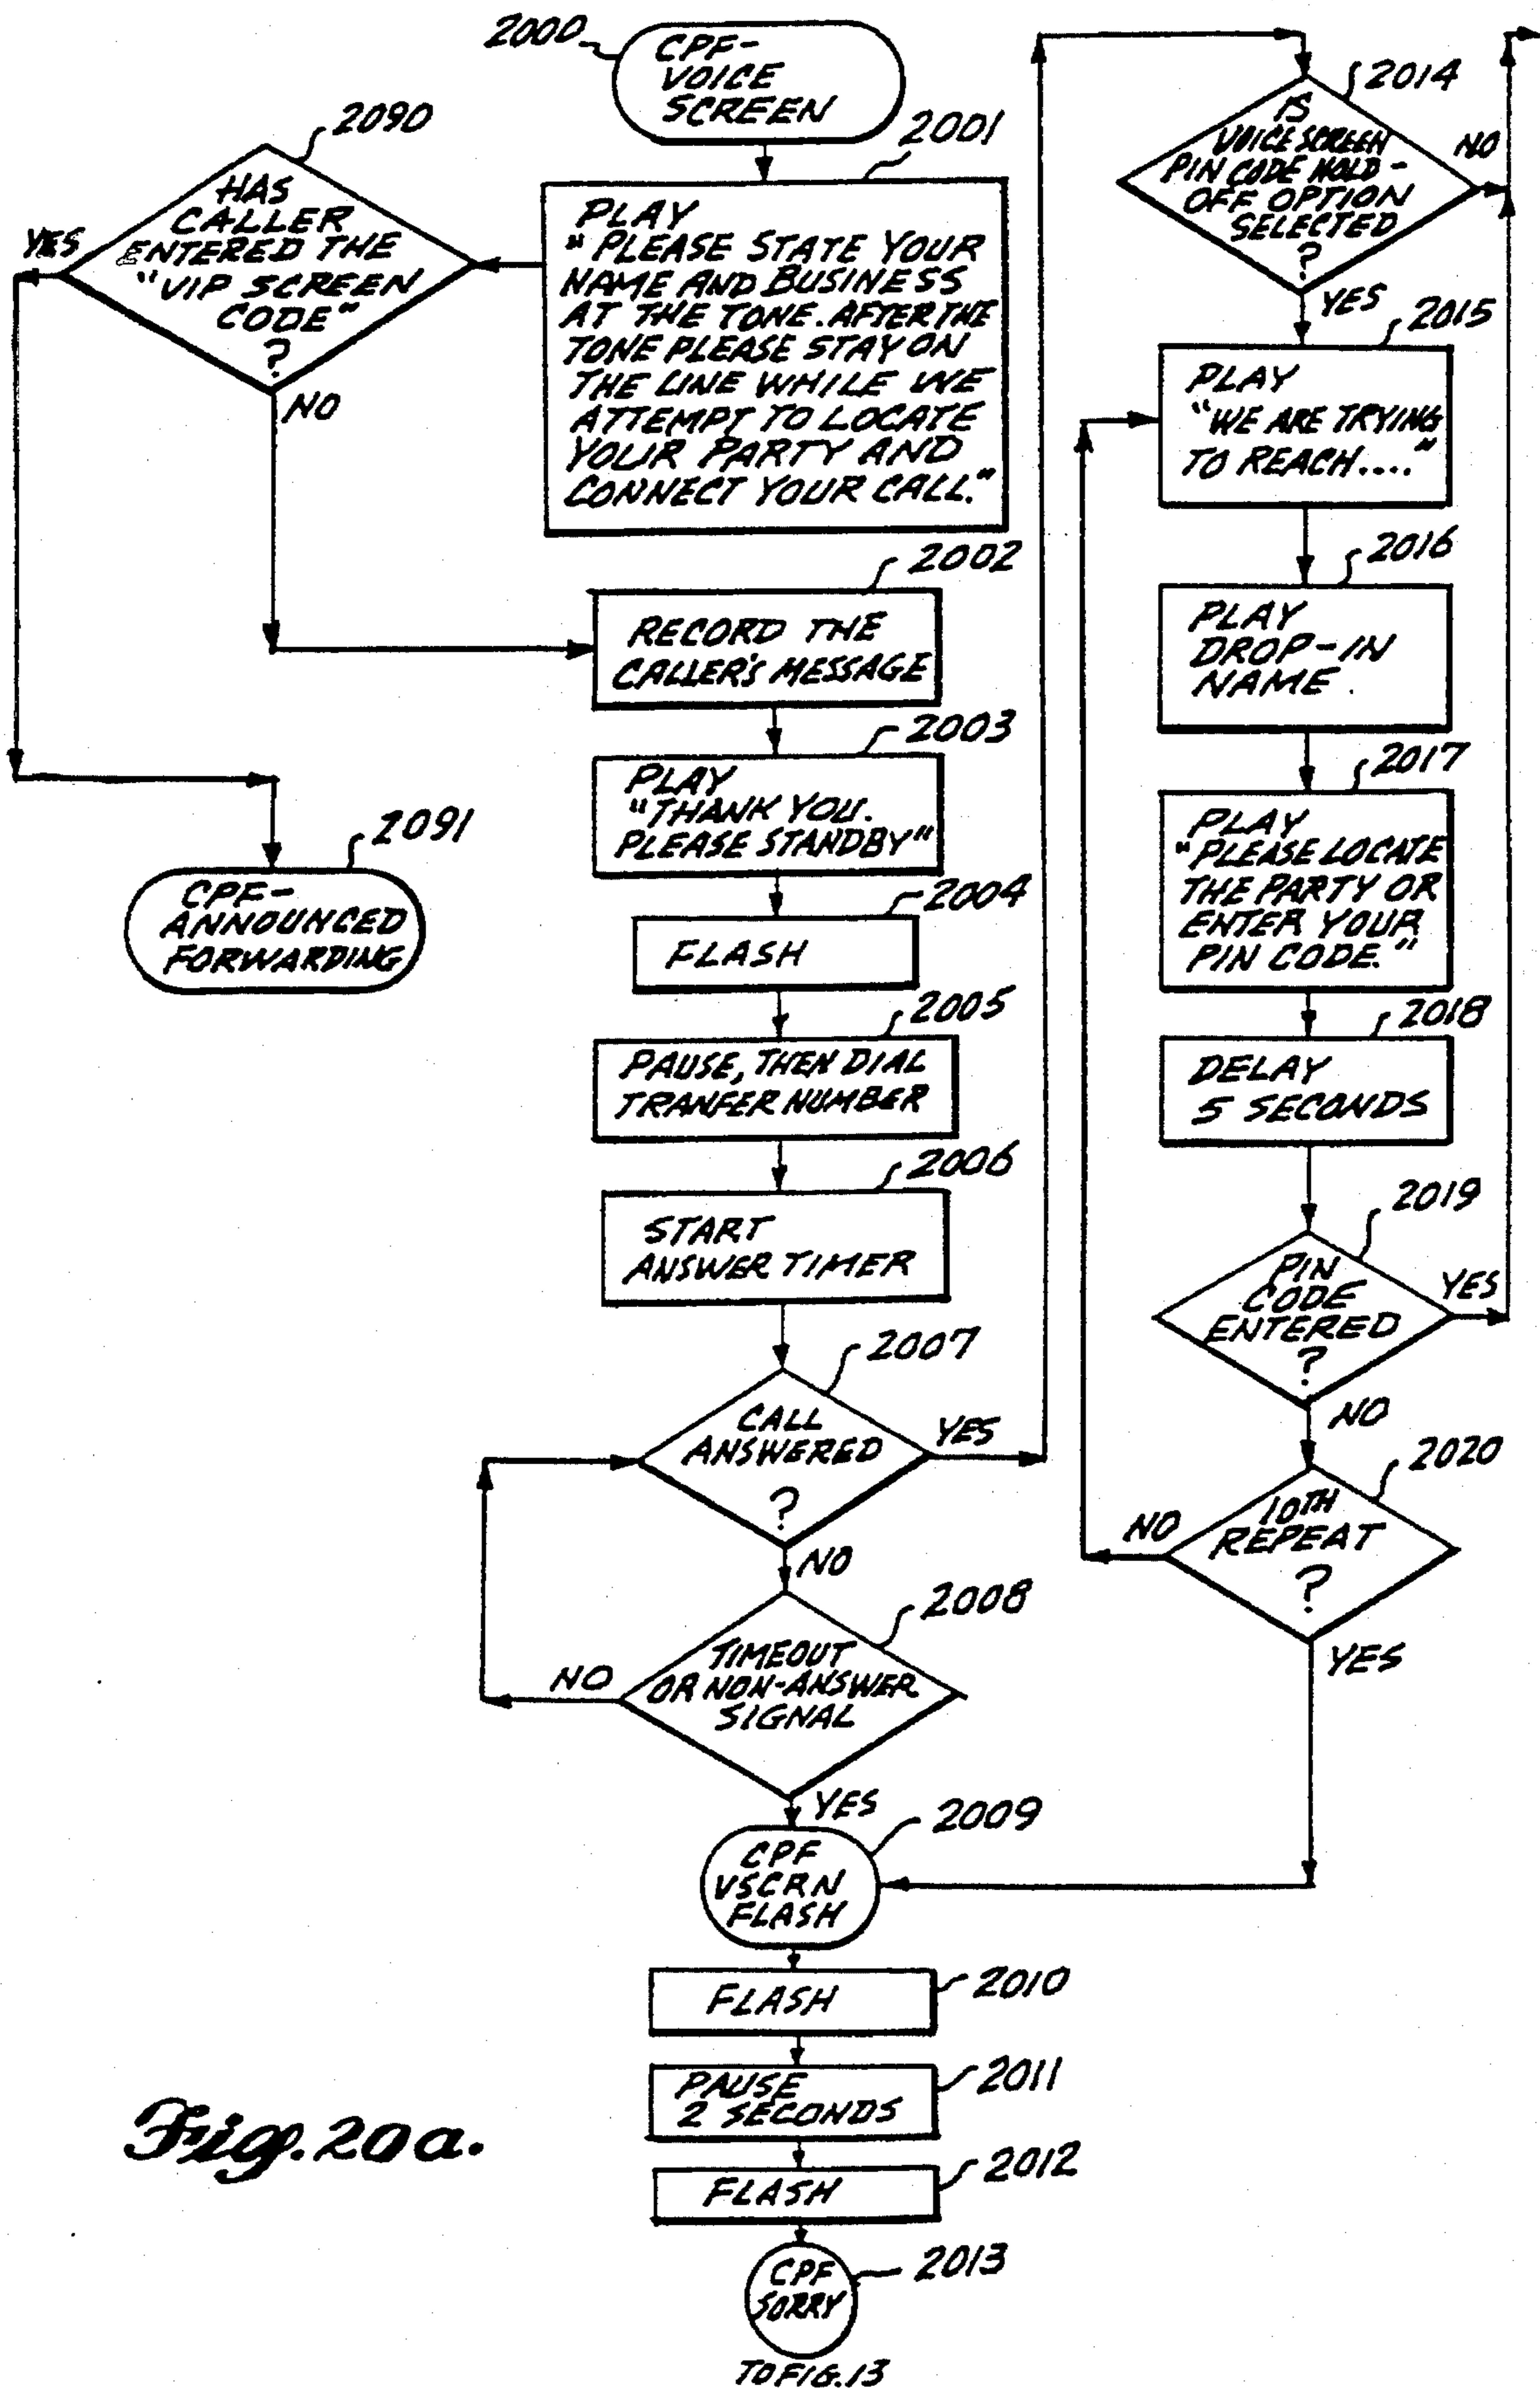 2000
CPF-
VOICE
SCREEN
2001
PLAY
"PLEASE STATE YOUR
NAME AND BUSINESS
AT THE TONE. AFTER THE
TONE PLEASE STAY ON
THE LINE WHILE WE
ATTEMPT TO LOCATE
YOUR PARTY AND
CONNECT YOUR CALL."
2090
HAS
CALLER
ENTERED THE
"VIP SCREEN
CODE"
?
YES
NO
2091
CPF-
ANNOUNCED
FORWARDING
2002
RECORD THE
CALLER'S MESSAGE
2003
PLAY
"THANK YOU.
PLEASE STANDBY"
2004
FLASH
2005
PAUSE, THEN DIAL
TRANFER NUMBER
2006
START
ANSWER TIMER
2007
CALL
ANSWERED
?
YES
NO
2008
TIMEOUT
OR NON-ANSWER
SIGNAL
NO
YES
2009
CPF
VSCRN
FLASH
2010
FLASH
2011
PAUSE
2 SECONDS
2012
FLASH
2013
CPF
SORRY
TO FIG.13
2014
IS
VOICE SCREEN
PIN CODE HOLD-
OFF OPTION
SELECTED
?
NO
YES
2015
PLAY
"WE ARE TRYING
TO REACH...."
2016
PLAY
DROP-IN
NAME.
2017
PLAY
"PLEASE LOCATE
THE PARTY OR
ENTER YOUR
PIN CODE."
2018
DELAY
5 SECONDS
2019
PIN
CODE
ENTERED
?
YES
NO
2020
10TH
REPEAT
?
NO
YES
Fig. 20a.